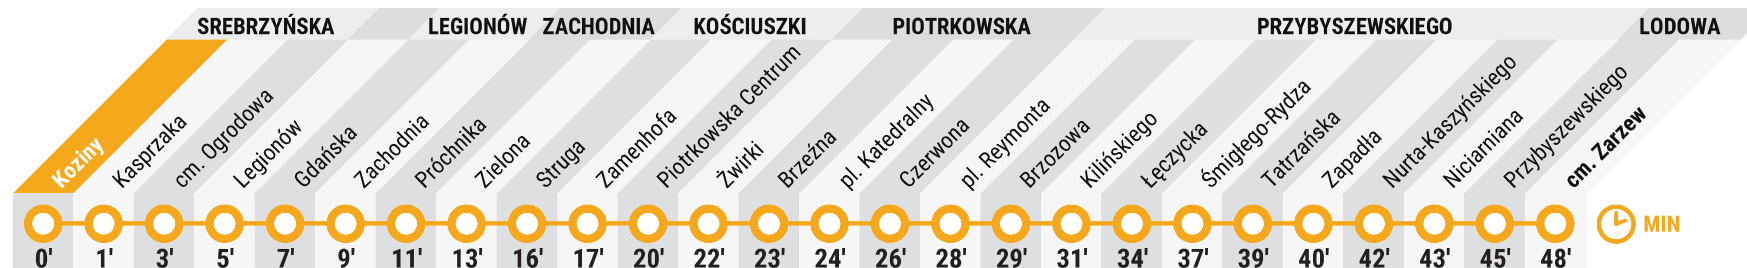 SREBRZYŃSKA LEGIONÓW ZACHODNIA KOŚCIUSZKI PIOTRKOWSKA PRZYBYSZEWSKIEGO LODOWA
Koziny
Kasprzaka
cm. Ogrodowa
Legionów
Gdańska
Zachodnia
Próchnika
Zielona
Struga
Zamenhofa
Piotrkowska Centrum
Żwirki
Brzeźna
pl. Katedralny
Czerwona
pl. Reymonta
Brzozowa
Kilińskiego
Łęczycka
Śmigłego-Rydza
Tatrzańska
Zapadła
Nurta-Kaszyńskiego
Niciarniana
Przybyszewskiego
cm. Zarzew
MIN
0' 1' 3' 5' 7' 9' 11' 13' 16' 17' 20' 22' 23' 24' 26' 28' 29' 31' 34' 37' 39' 40' 42' 43' 45' 48'